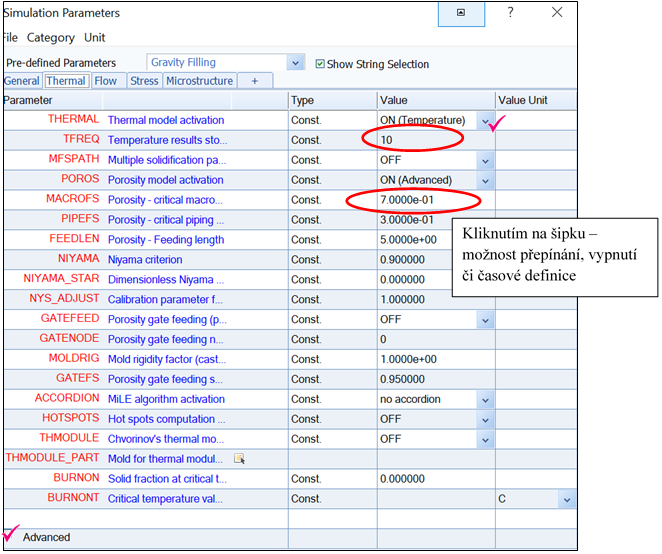 Simulation Parameters
File Category Unit
Pre-defined Parameters Gravity Filling Show String Selection
General Thermal Flow Stress Microstructure +
Parameter Type Value Value Unit
THERMAL Thermal model activation Const. ON (Temperature)
TFREQ Temperature results sto... Const. 10
MFSPATH Multiple solidification pa... Const. OFF
POROS Porosity model activation Const. ON (Advanced)
MACROFS Porosity - critical macro... Const. 7.0000e-01
PIPEFS Porosity - critical piping ... Const. 3.0000e-01
FEEDLEN Porosity - Feeding length Const. 5.0000e+00
NIYAMA Niyama criterion Const. 0.900000
NIYAMA_STAR Dimensionless Niyama ... Const. 0.000000
NYS_ADJUST Calibration parameter f... Const. 1.000000
GATEFEED Porosity gate feeding (p... Const. OFF
GATENODE Porosity gate feeding n... Const. 0
MOLDRIG Mold rigidity factor (cast... Const. 1.0000e+00
GATEFS Porosity gate feeding s... Const. 0.950000
ACCORDION MiLE algorithm activation Const. no accordion
HOTSPOTS Hot spots computation ... Const. OFF
THMODULE Chvorinov's thermal mo... Const. OFF
THMODULE_PART Mold for thermal modul...
BURNON Solid fraction at critical t... Const. 0.000000
BURNONT Critical temperature val... Const. C
Advanced
Kliknutím na šipku –
možnost přepínání, vypnutí
či časové definice